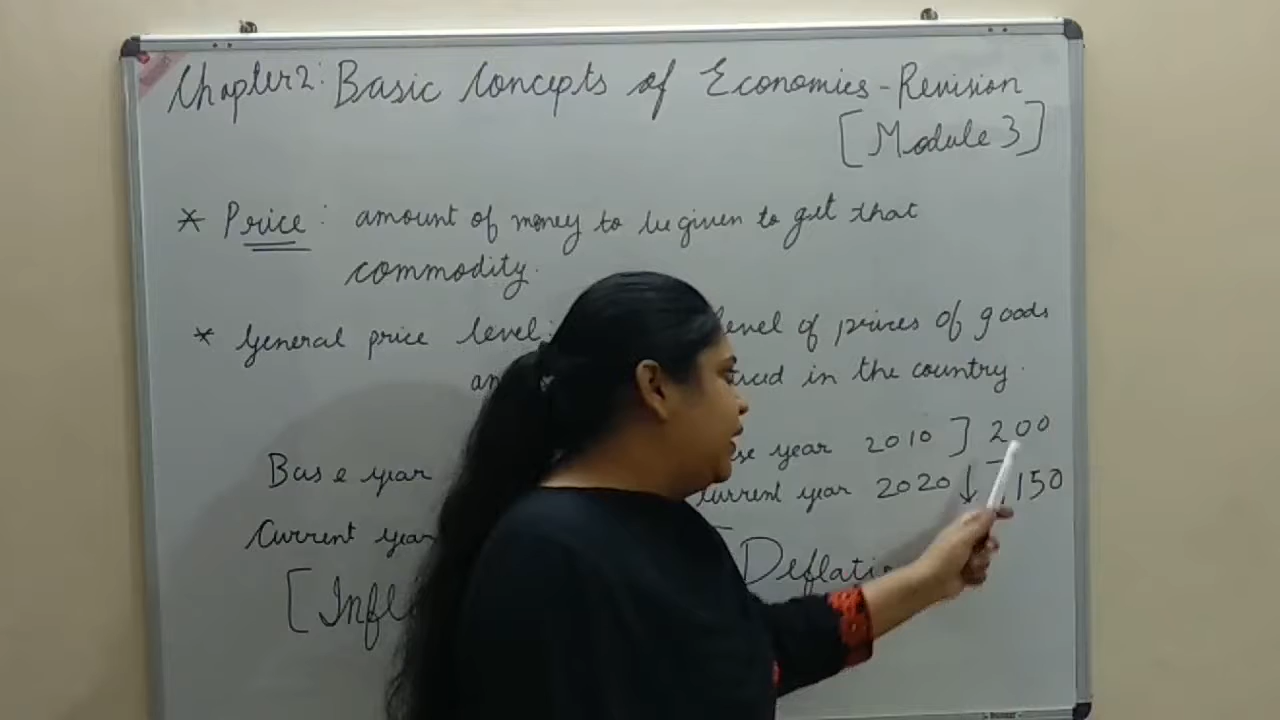 Chapter 2: Basic Concepts of Economics - Revision
[Module 3]
* Price: amount of money to be given to get that
commodity.
* General price level: level of prices of goods
in the country.
Base year
year 2010 ] 200
Current year
Current year 2020 ↓ 150